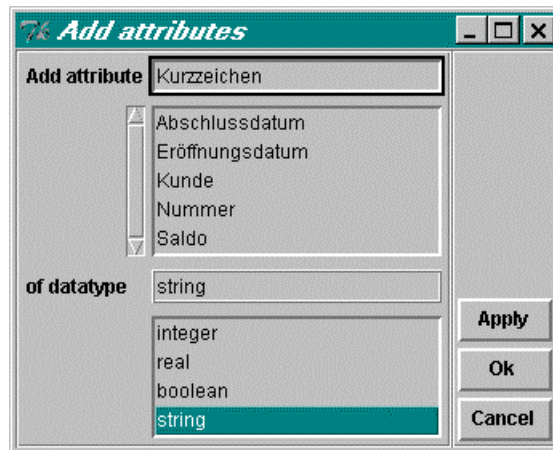 Add attributes
Add attribute Kurzzeichen
Abschlussdatum
Eröffnungsdatum
Kunde
Nummer
Saldo
of datatype string
integer
real
boolean
string
Apply
Ok
Cancel